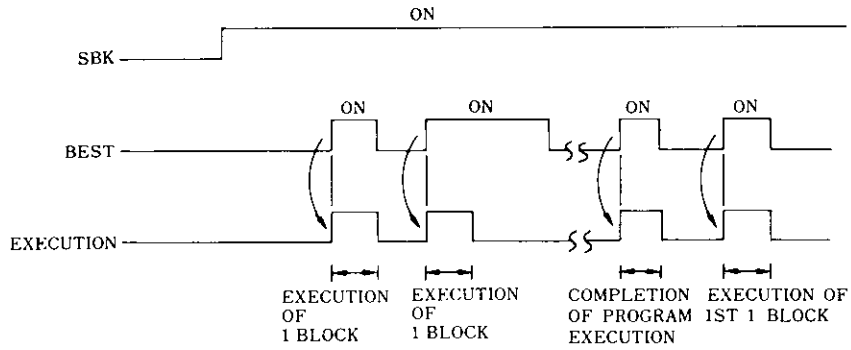 ON
SBK
ON
ON
ON
ON
BEST
EXECUTION
EXECUTION
OF
1 BLOCK
EXECUTION
OF
1 BLOCK
COMPLETION
OF PROGRAM
EXECUTION
EXECUTION OF
1ST 1 BLOCK